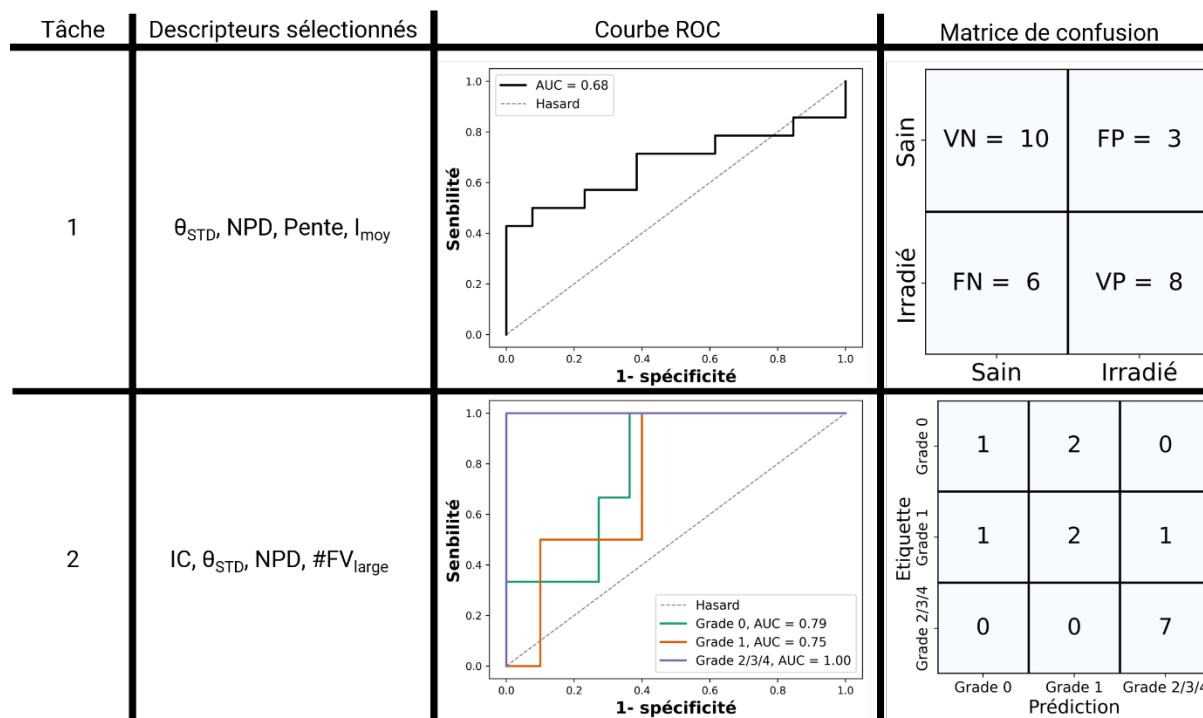 Tâche Descripteurs sélectionnés Courbe ROC Matrice de confusion
1
θSTD, NPD, Pente, Imoy
AUC = 0.68
Hasard
Senbilité
1.0
0.8
0.6
0.4
0.2
0.0
0.0 0.2 0.4 0.6 0.8 1.0
1- spécificité
Sain
VN = 10 FP = 3
Irradié
FN = 6 VP = 8
Sain Irradié
2
IC, θSTD, NPD, #FVlarge
Senbilité
1.0
0.8
0.6
0.4
0.2
0.0
Hasard
Grade 0, AUC = 0.79
Grade 1, AUC = 0.75
Grade 2/3/4, AUC = 1.00
0.0 0.2 0.4 0.6 0.8 1.0
1- spécificité
Etiquette
Grade 0
1 2 0
Grade 1
1 2 1
Grade 2/3/4
0 0 7
Grade 0 Grade 1 Grade 2/3/4
Prédiction